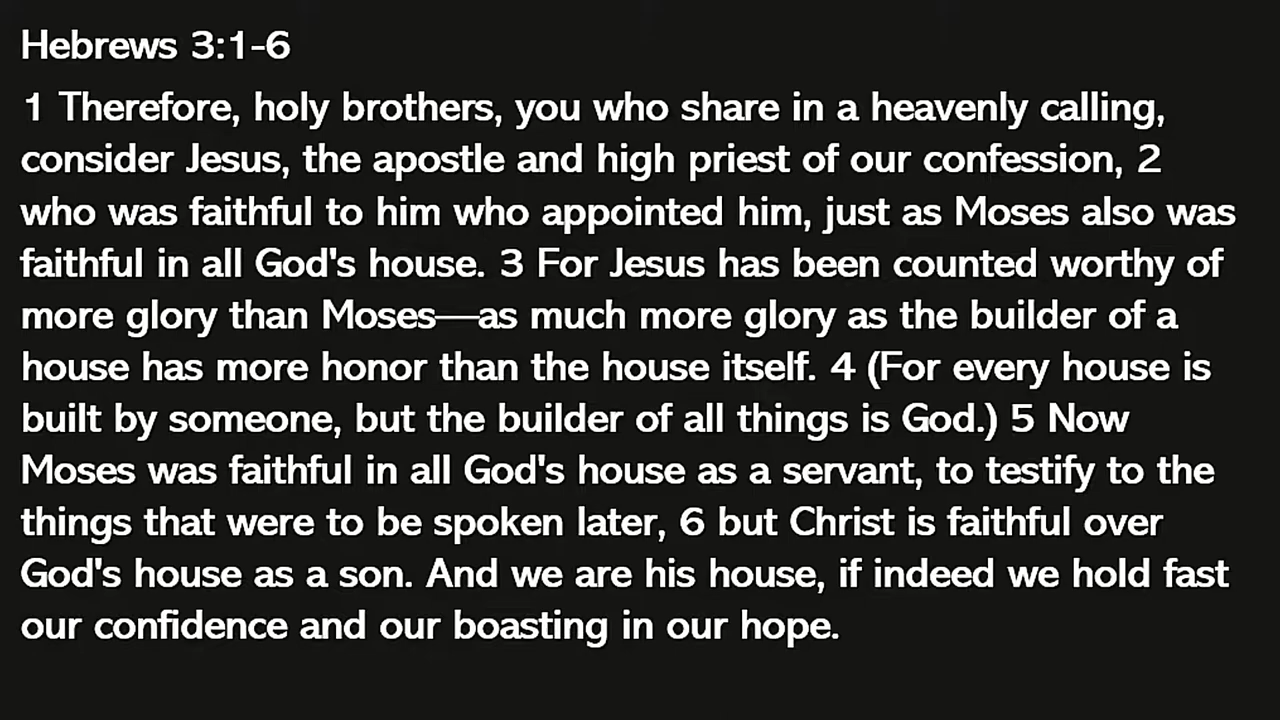 Hebrews 3:1-6
1 Therefore, holy brothers, you who share in a heavenly calling,
consider Jesus, the apostle and high priest of our confession, 2
who was faithful to him who appointed him, just as Moses also was
faithful in all God's house. 3 For Jesus has been counted worthy of
more glory than Moses—as much more glory as the builder of a
house has more honor than the house itself. 4 (For every house is
built by someone, but the builder of all things is God.) 5 Now
Moses was faithful in all God's house as a servant, to testify to the
things that were to be spoken later, 6 but Christ is faithful over
God's house as a son. And we are his house, if indeed we hold fast
our confidence and our boasting in our hope.